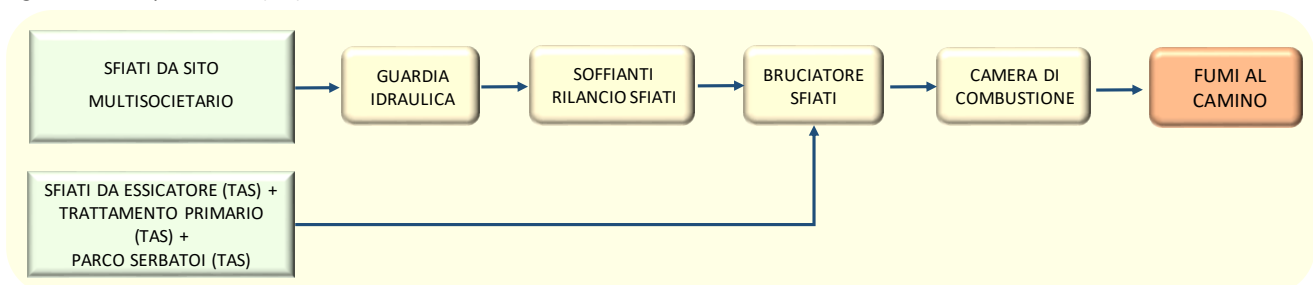 SFIATI DA SITO
MULTISOCIETARIO
GUARDIA
IDRAULICA
SOFFIANTI
RILANCIO SFIATI
BRUCIATORE
SFIATI
CAMERA DI
COMBUSTIONE
FUMI AL
CAMINO
SFIATI DA ESSICATORE (TAS) +
TRATTAMENTO PRIMARIO
(TAS) +
PARCO SERBATOI (TAS)